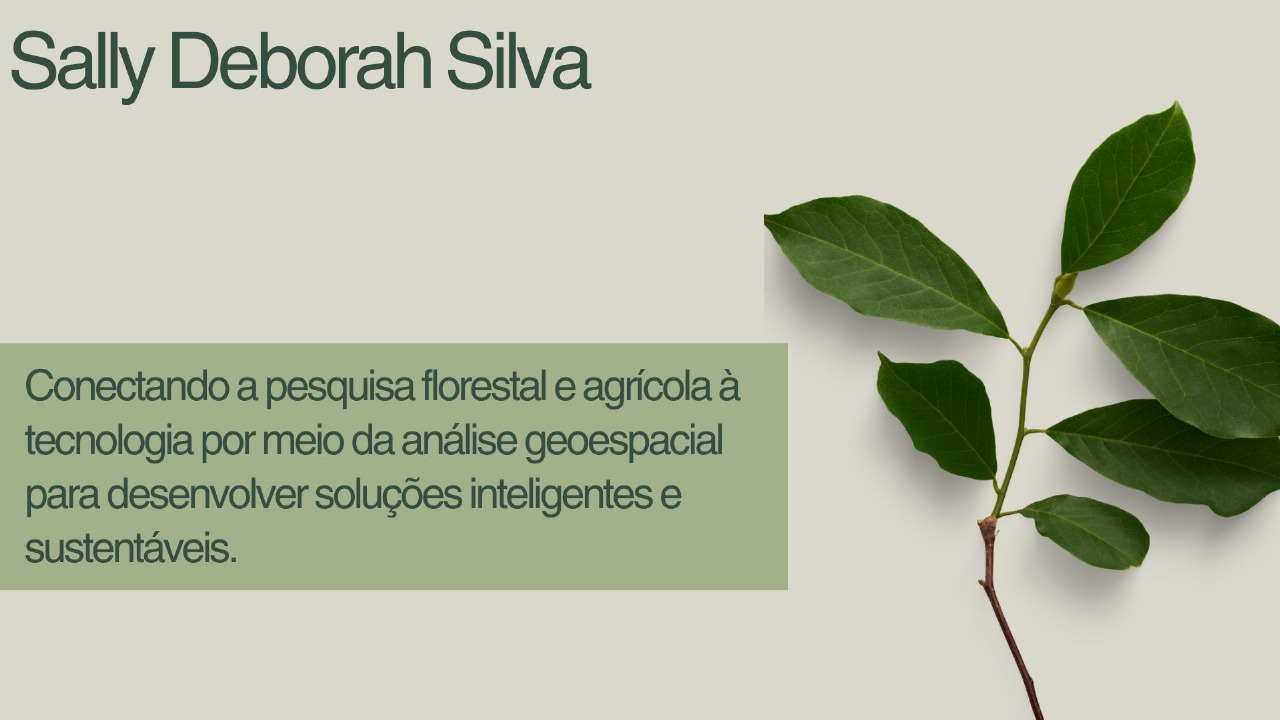 Sally Deborah Silva
Conectando a pesquisa florestal e agrícola à
tecnologia por meio da análise geoespacial
para desenvolver soluções inteligentes e
sustentáveis.